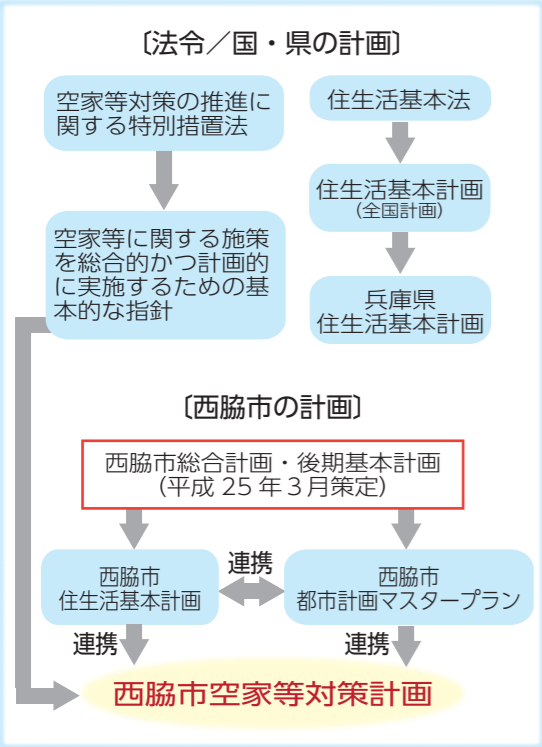 〔法令／国・県の計画〕
空家等対策の推進に
関する特別措置法
空家等に関する施策
を総合的かつ計画的
に実施するための基
本的な指針
住生活基本法
住生活基本計画
（全国計画）
兵庫県
住生活基本計画
〔西脇市の計画〕
西脇市総合計画・後期基本計画
（平成 25 年３月策定）
西脇市
住生活基本計画
連携
西脇市
都市計画マスタープラン
連携
連携
西脇市空家等対策計画